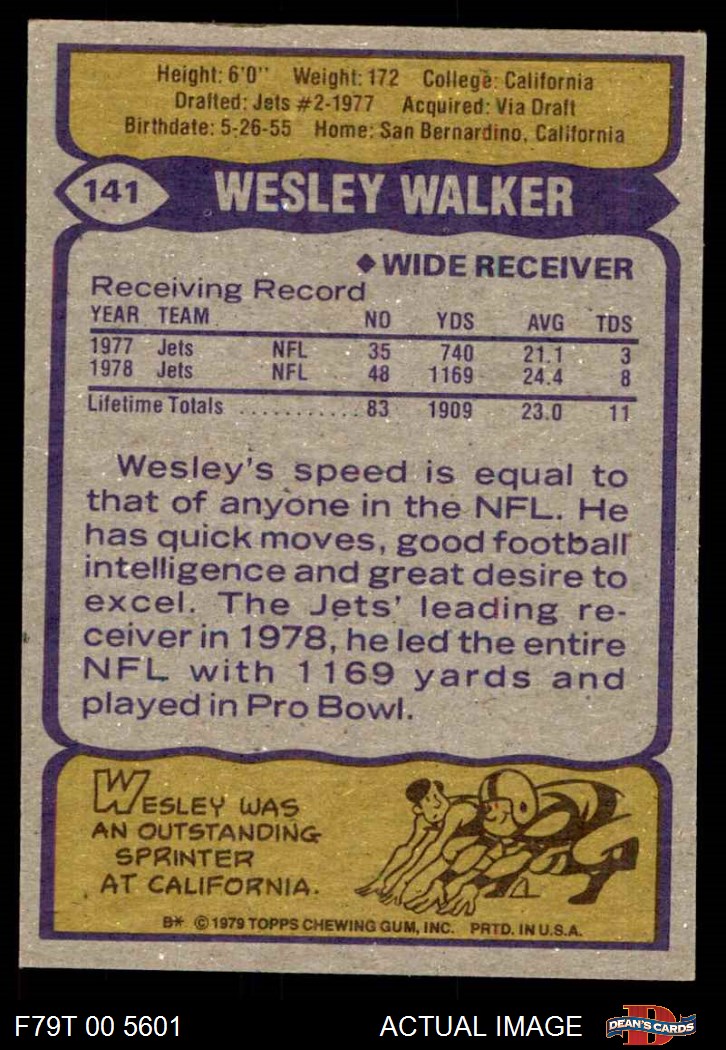 Height: 6'0" Weight: 172 College: California
Drafted: Jets #2-1977 Acquired: Via Draft
Birthdate: 5-26-55 Home: San Bernardino, California
141 WESLEY WALKER
◆ WIDE RECEIVER
Receiving Record
YEAR TEAM NO YDS AVG TDS
1977 Jets NFL 35 740 21.1 3
1978 Jets NFL 48 1169 24.4 8
Lifetime Totals ........... 83 1909 23.0 11
Wesley's speed is equal to
that of anyone in the NFL. He
has quick moves, good football
intelligence and great desire to
excel. The Jets' leading re-
ceiver in 1978, he led the entire
NFL with 1169 yards and
played in Pro Bowl.
WESLEY WAS
AN OUTSTANDING
SPRINTER
AT CALIFORNIA.
B* © 1979 TOPPS CHEWING GUM, INC. PRTD. IN U.S.A.
F79T 00 5601 ACTUAL IMAGE D DEAN'S CARDS